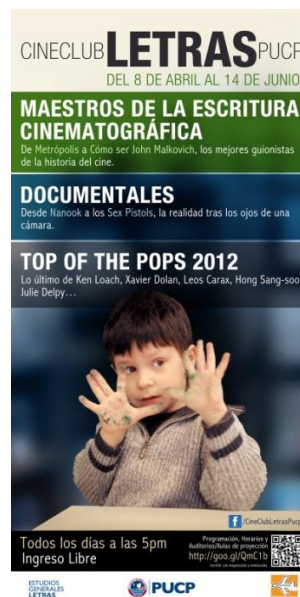 CINECLUB LETRAS PUCP
DEL 8 DE ABRIL AL 14 DE JUNIO
MAESTROS DE LA ESCRITURA
CINEMATOGRÁFICA
De Metrópolis a Cómo ser John Malkovich, los mejores guionistas
de la historia del cine.
DOCUMENTALES
Desde Nanook a los Sex Pistols, la realidad tras los ojos de una
cámara.
TOP OF THE POPS 2012
Lo último de Ken Loach, Xavier Dolan, Leos Carax, Hong Sang-soo
Julie Delpy...
f /CineClubLetrasPucp
Todos los días a las 5pm
Ingreso Libre
Programación, Horarios y
Auditorios/Aulas de proyección
http://goo.gl/QmC1b
ESTUDIOS
GENERALES
LETRAS
PUCP